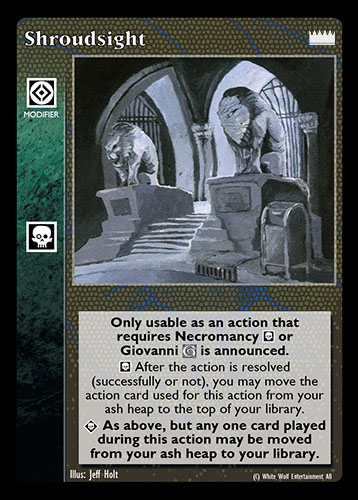 Shroudsight
MODIFIER
Only usable as an action that
requires Necromancy or
Giovanni is announced.
After the action is resolved
(successfully or not), you may move the
action card used for this action from your
ash heap to the top of your library.
As above, but any one card played
during this action may be moved
from your ash heap to your library.
Illus: Jeff Holt
(C) White Wolf Entertainment AB